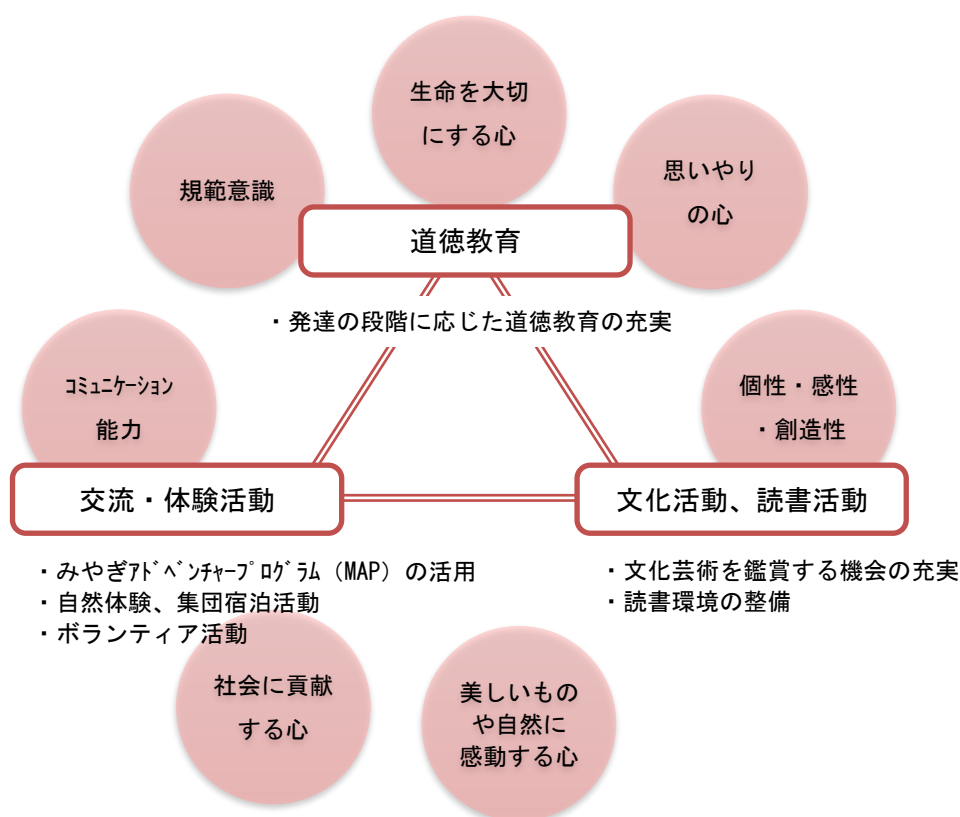 生命を大切
にする心
規範意識
思いやり
の心
道徳教育
・発達の段階に応じた道徳教育の充実
ｺﾐｭﾆｹｰｼｮﾝ
能力
個性・感性
・創造性
交流・体験活動
文化活動、読書活動
・みやぎｱﾄﾞﾍﾞﾝﾁｬｰﾌﾟﾛｸﾞﾗﾑ（MAP）の活用
・自然体験、集団宿泊活動
・ボランティア活動
・文化芸術を鑑賞する機会の充実
・読書環境の整備
社会に貢献
する心
美しいもの
や自然に
感動する心